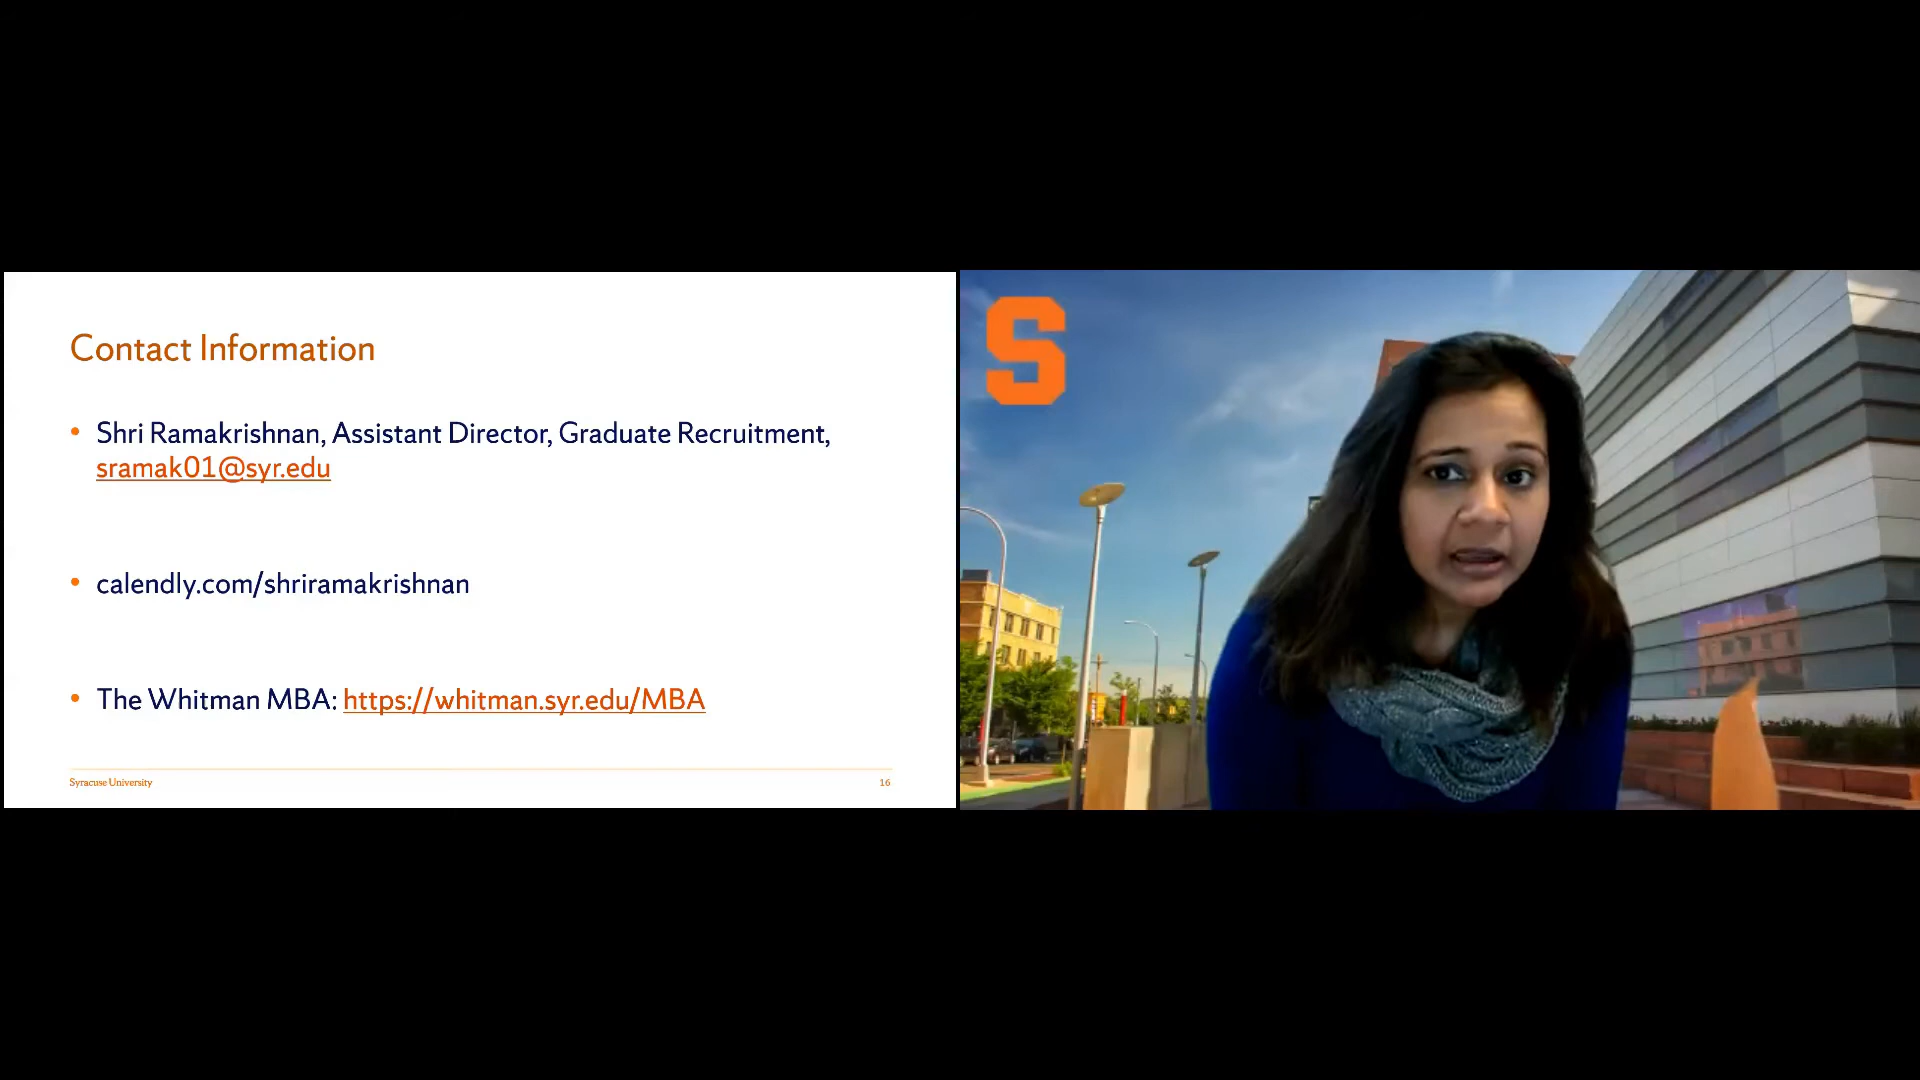 Contact Information
• Shri Ramakrishnan, Assistant Director, Graduate Recruitment,
sramak01@syr.edu
• calendly.com/shriramakrishnan
• The Whitman MBA: https://whitman.syr.edu/MBA
Syracuse University
16
S